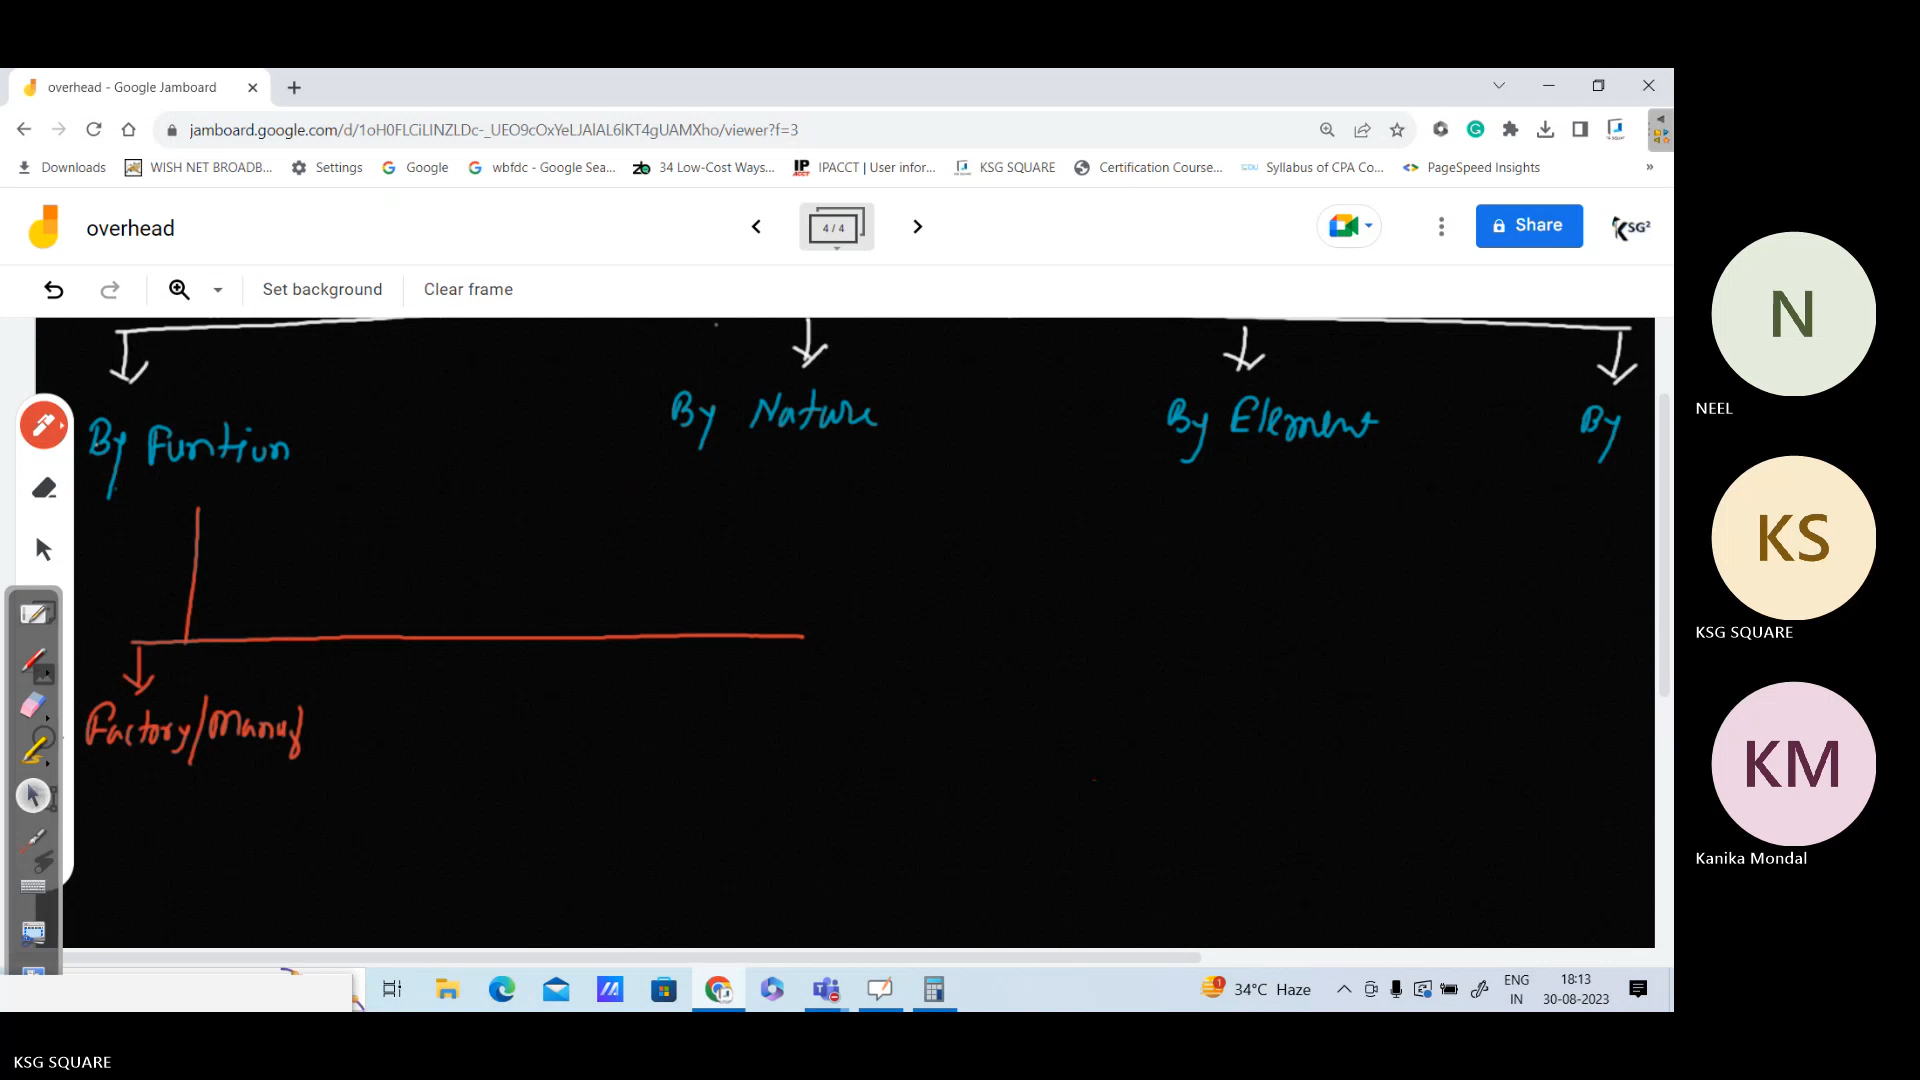 overhead - Google Jamboard
jamboard.google.com/d/1oH0FLCiLINZLDc-_UEO9cOxYeLJAlAL6lKT4gUAMXho/viewer?f=3
Downloads WISH NET BROADB... Settings Google wbfdc - Google Sea... 34 Low-Cost Ways... IPACCT | User infor... KSG SQUARE Certification Course... Syllabus of CPA Co... PageSpeed Insights »
overhead 4 / 4 Share KSG²
Set background Clear frame
By Funtiun By Nature By Element By
Factory/Manuf
N
NEEL
KS
KSG SQUARE
KM
Kanika Mondal
1 34°C Haze ENG IN 18:13 30-08-2023
KSG SQUARE